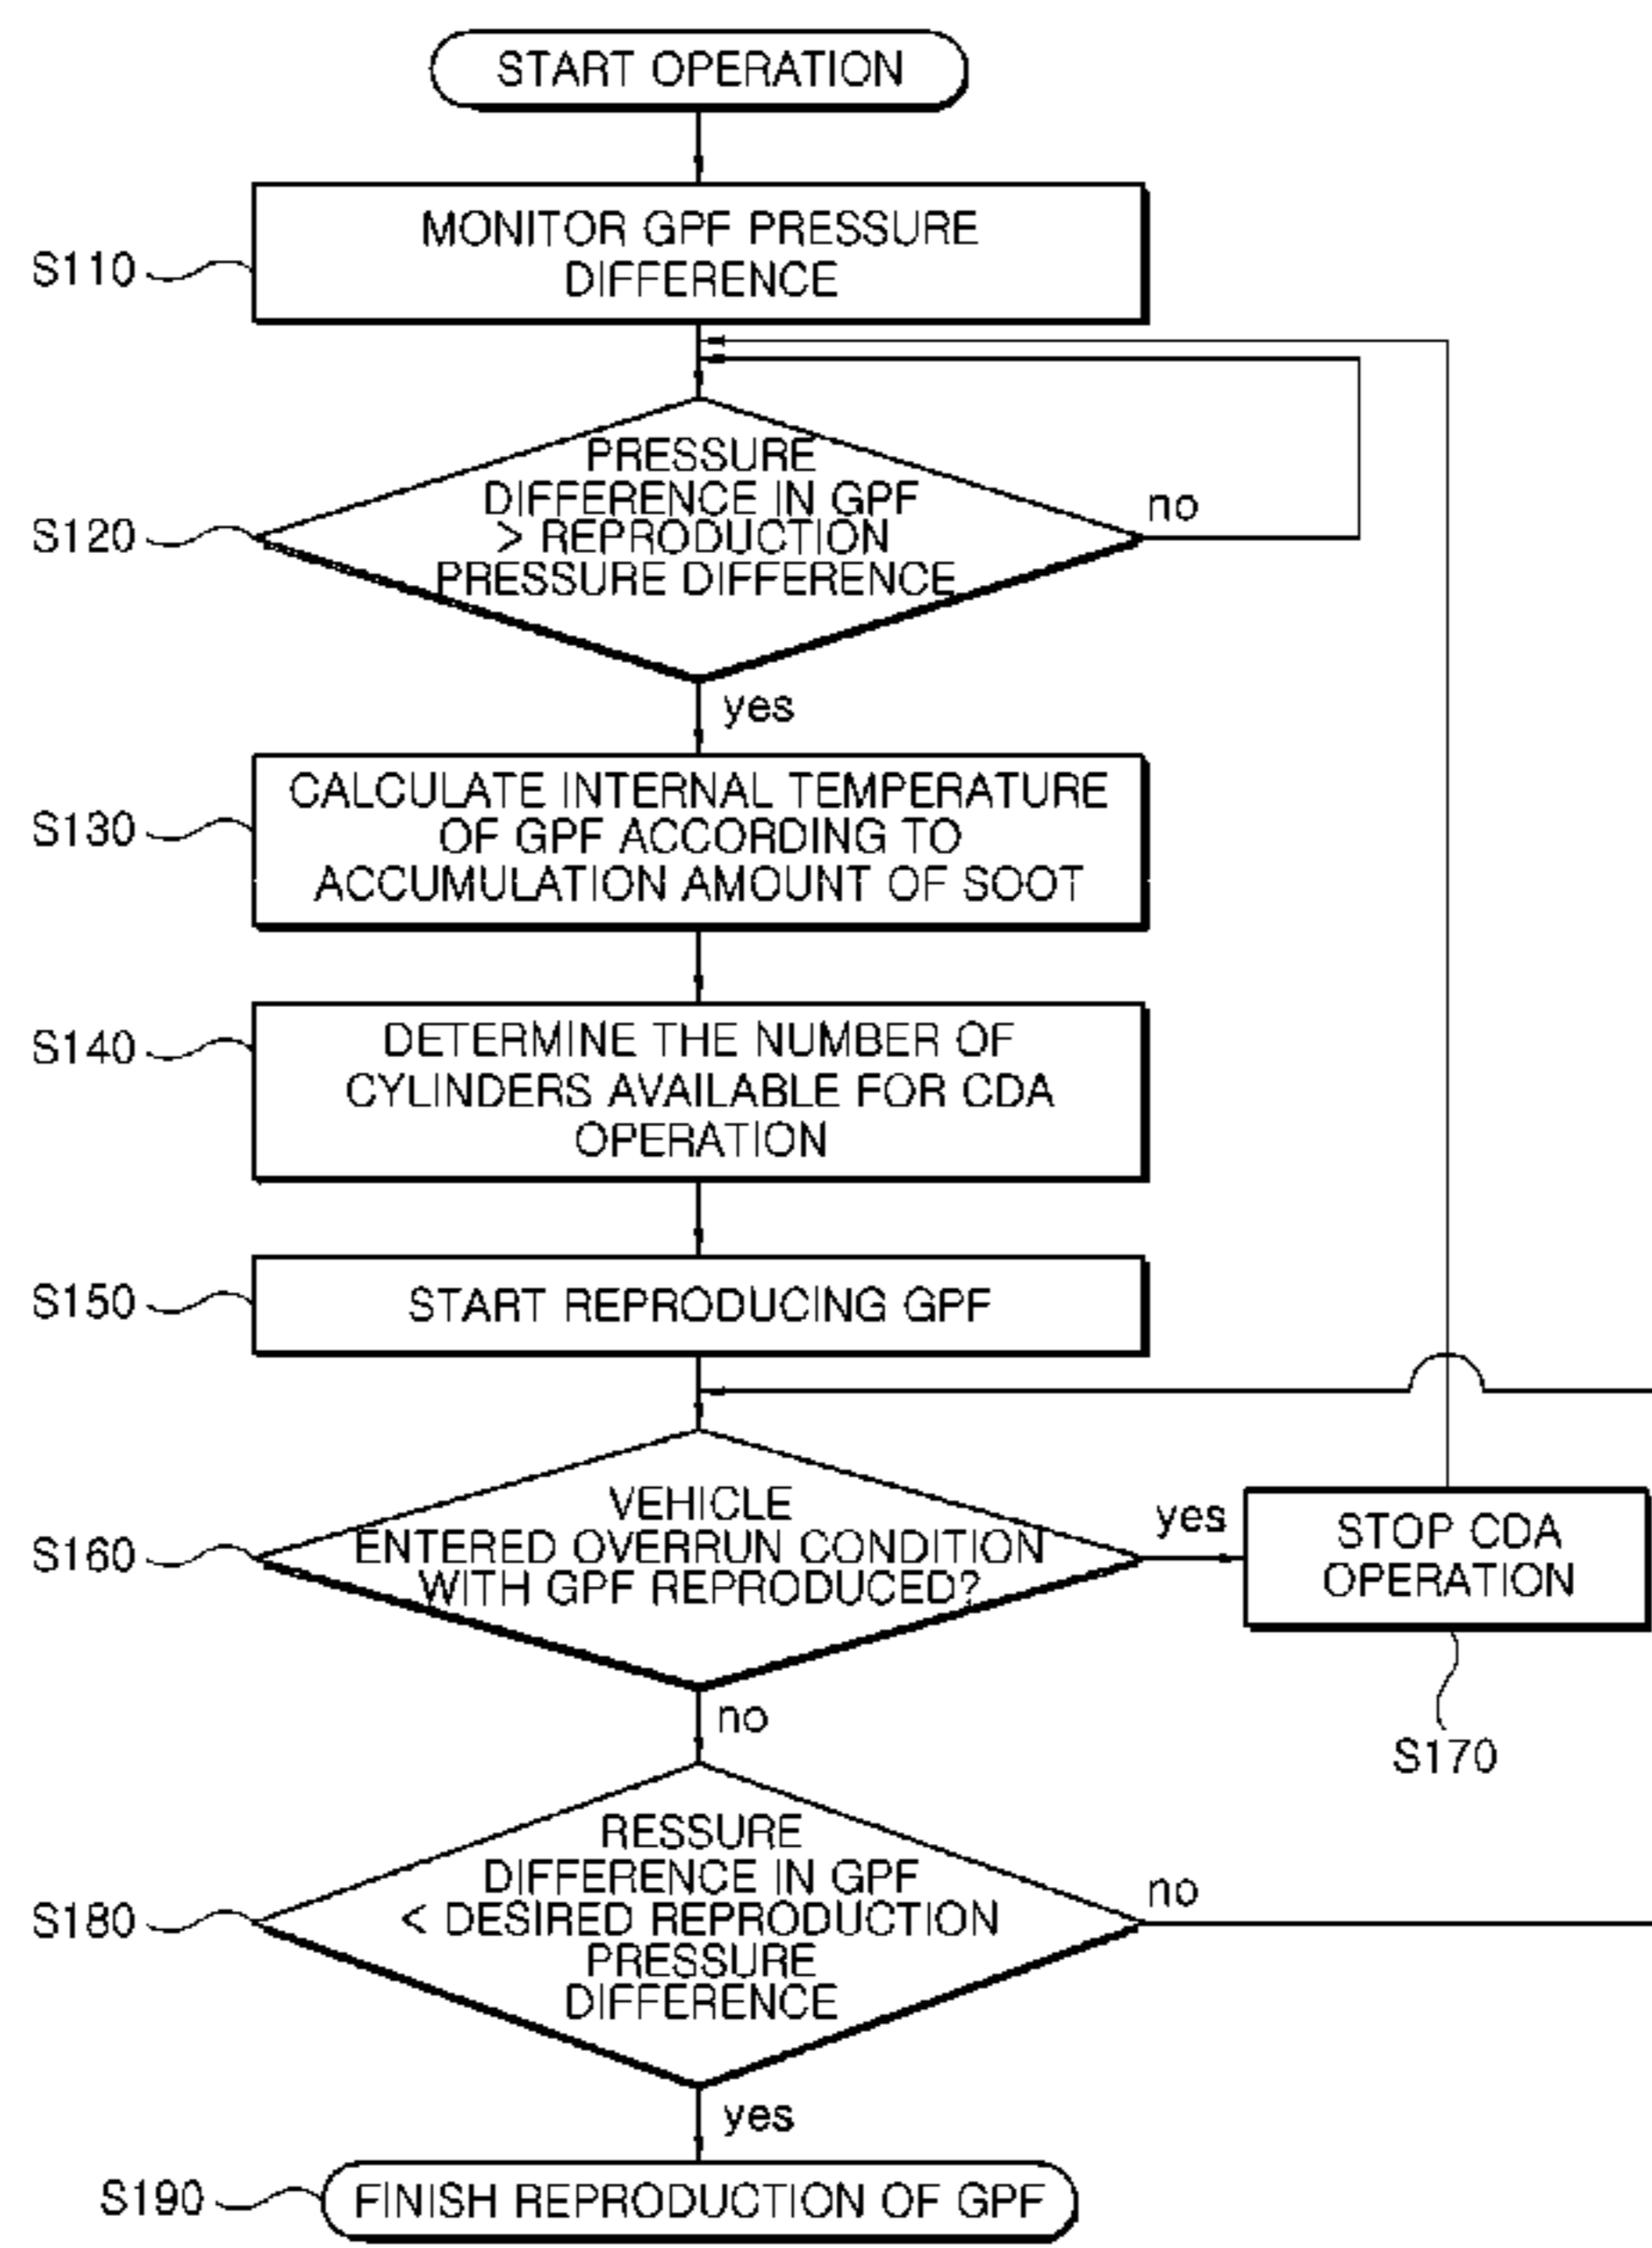 START OPERATION
MONITOR GPF PRESSURE
DIFFERENCE
S110
PRESSURE
DIFFERENCE IN GPF
> REPRODUCTION
PRESSURE DIFFERENCE
S120
no
yes
CALCULATE INTERNAL TEMPERATURE
OF GPF ACCORDING TO
ACCUMULATION AMOUNT OF SOOT
S130
DETERMINE THE NUMBER OF
CYLINDERS AVAILABLE FOR CDA
OPERATION
S140
START REPRODUCING GPF
S150
VEHICLE
ENTERED OVERRUN CONDITION
WITH GPF REPRODUCED?
S160
yes
STOP CDA
OPERATION
S170
no
RESSURE
DIFFERENCE IN GPF
< DESIRED REPRODUCTION
PRESSURE
DIFFERENCE
S180
no
yes
FINISH REPRODUCTION OF GPF
S190